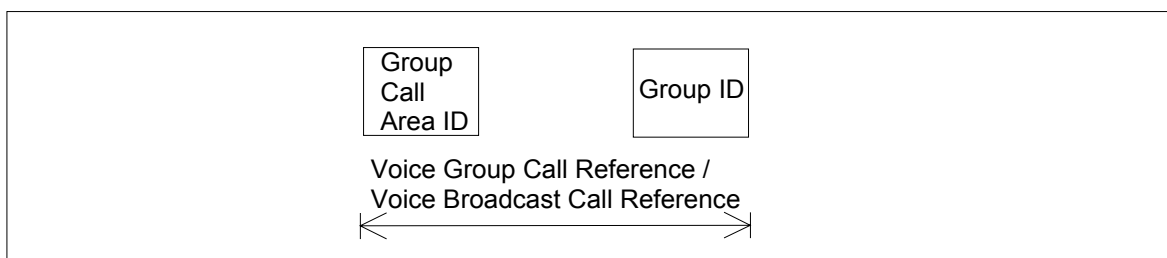 Group
Call
Area ID
Group ID
Voice Group Call Reference /
Voice Broadcast Call Reference